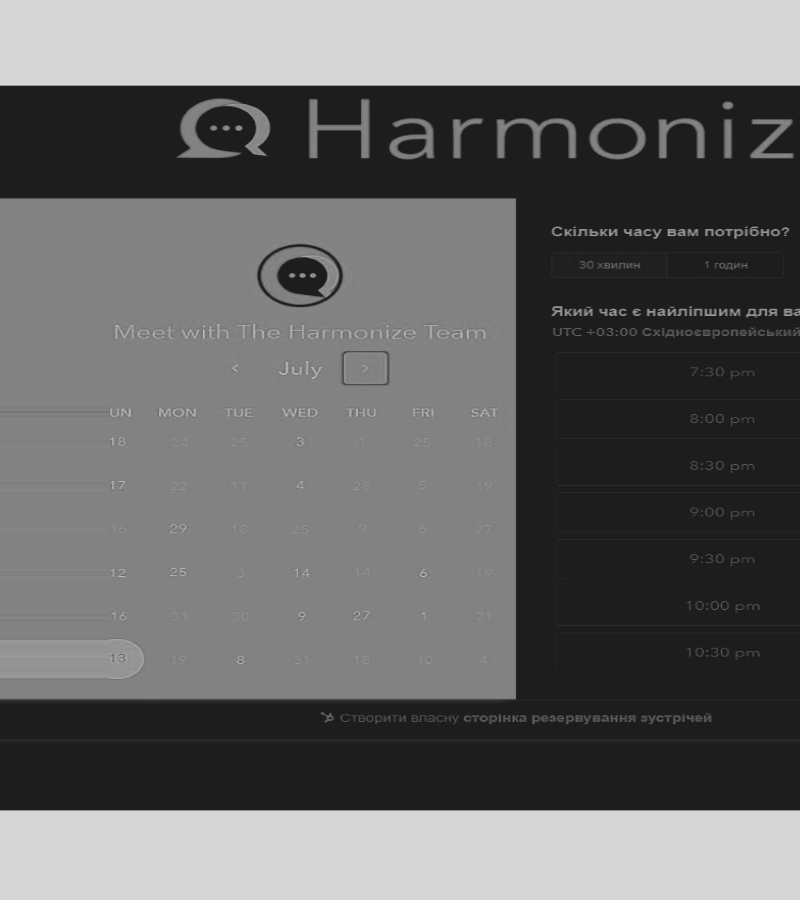 Harmoniz
Meet with The Harmonize Team
‹ July ›
UN MON TUE WED THU FRI SAT
18 24 25 3 1 25 18
17 22 11 4 28 5 19
16 29 18 25 9 6 27
12 25 3 14 14 6 19
16 31 30 9 27 1 21
13 19 8 31 18 10 4
Скільки часу вам потрібно?
30 хвилин 1 годин
Який час є найліпшим для ва
UTC +03:00 Східноєвропейський
7:30 pm
8:00 pm
8:30 pm
9:00 pm
9:30 pm
10:00 pm
10:30 pm
Створити власну сторінка резервування зустрічей